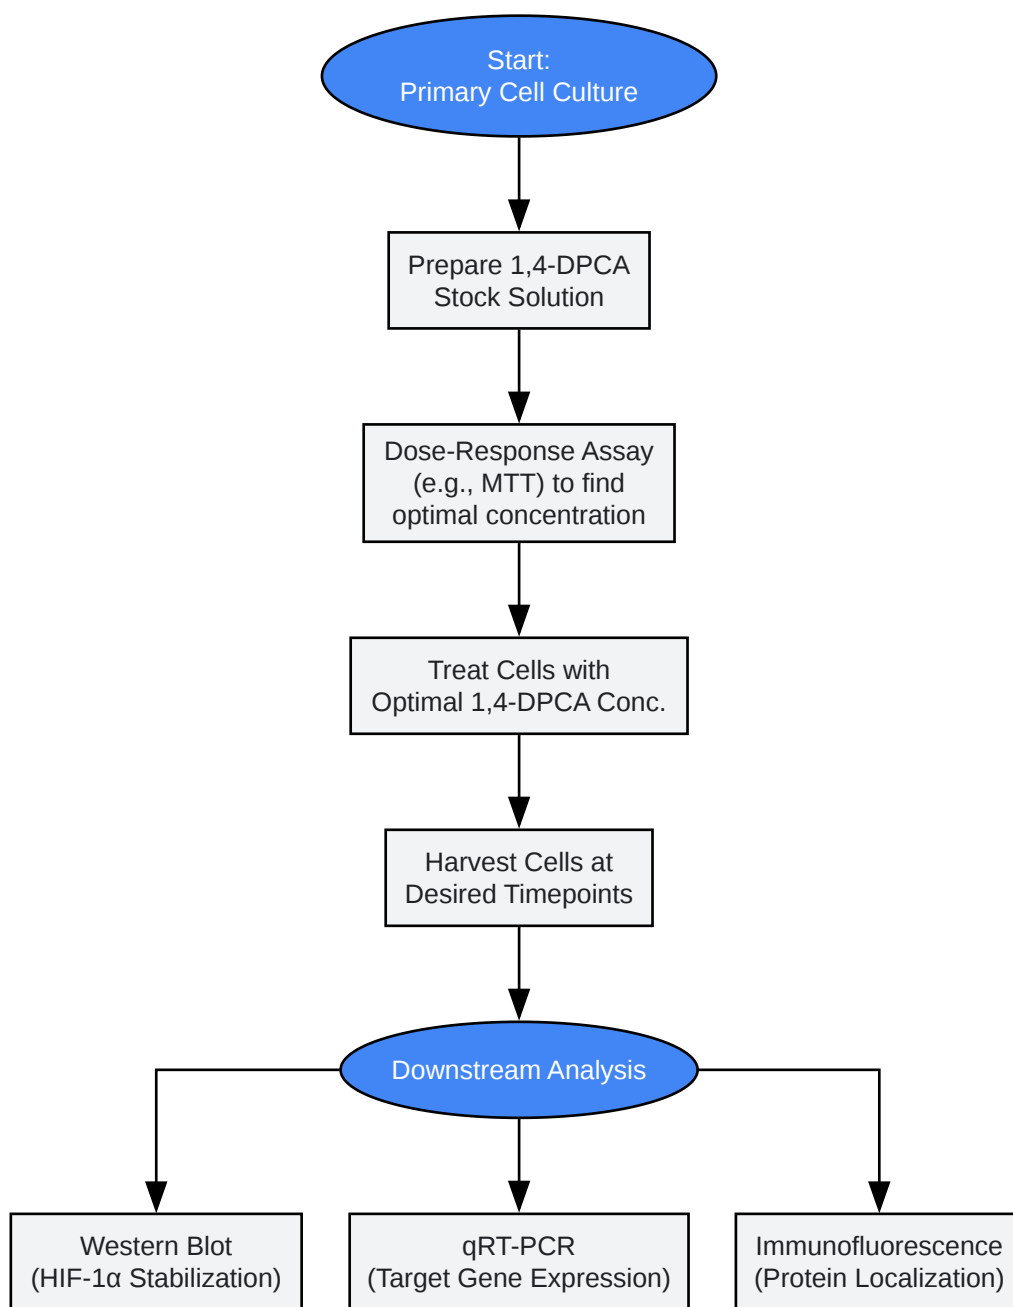 Start:
Primary Cell Culture
Prepare 1,4-DPCA
Stock Solution
Dose-Response Assay
(e.g., MTT) to find
optimal concentration
Treat Cells with
Optimal 1,4-DPCA Conc.
Harvest Cells at
Desired Timepoints
Downstream Analysis
Western Blot
(HIF-1α Stabilization)
qRT-PCR
(Target Gene Expression)
Immunofluorescence
(Protein Localization)